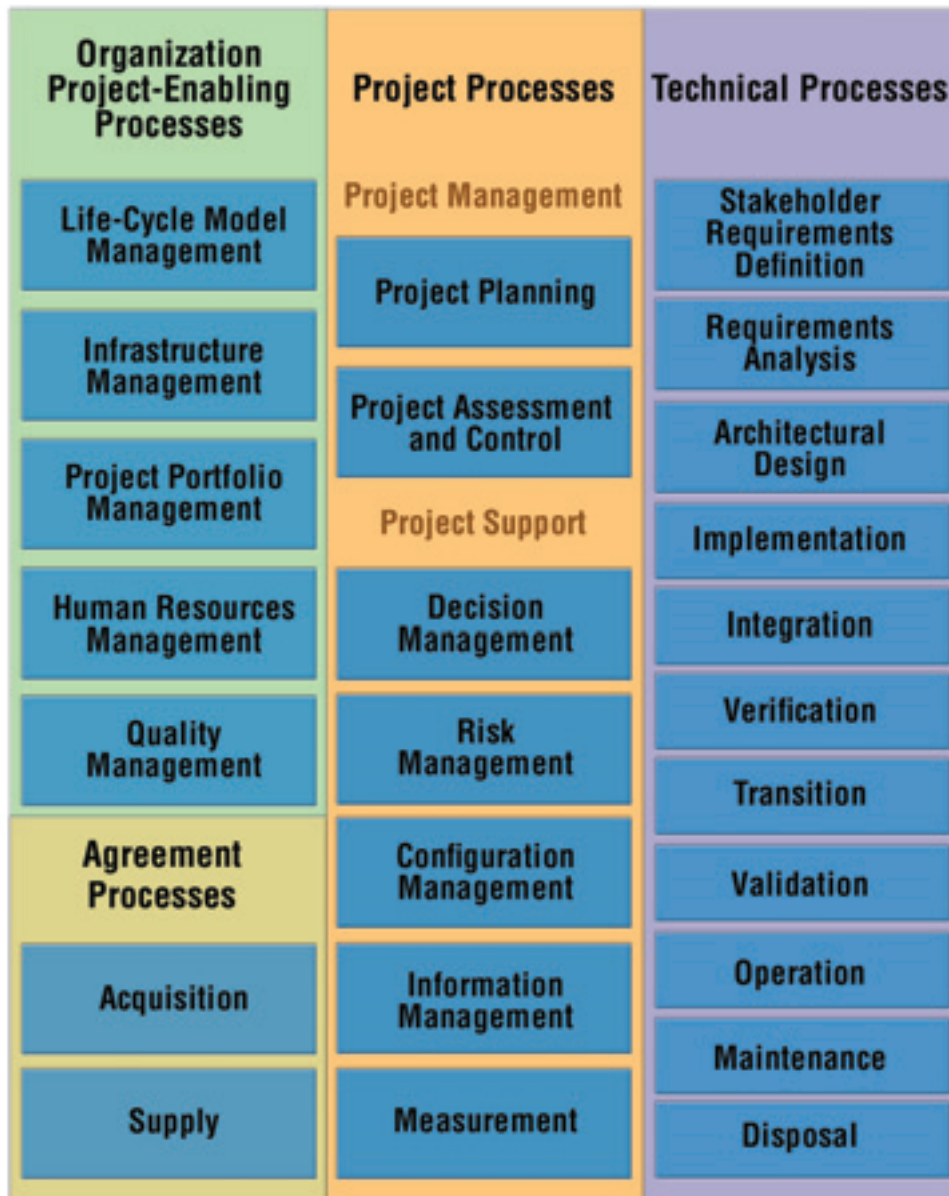 Organization
Project-Enabling
Processes
Life-Cycle Model
Management
Infrastructure
Management
Project Portfolio
Management
Human Resources
Management
Quality
Management
Agreement
Processes
Acquisition
Supply
Project Processes
Project Management
Project Planning
Project Assessment
and Control
Project Support
Decision
Management
Risk
Management
Configuration
Management
Information
Management
Measurement
Technical Processes
Stakeholder
Requirements
Definition
Requirements
Analysis
Architectural
Design
Implementation
Integration
Verification
Transition
Validation
Operation
Maintenance
Disposal